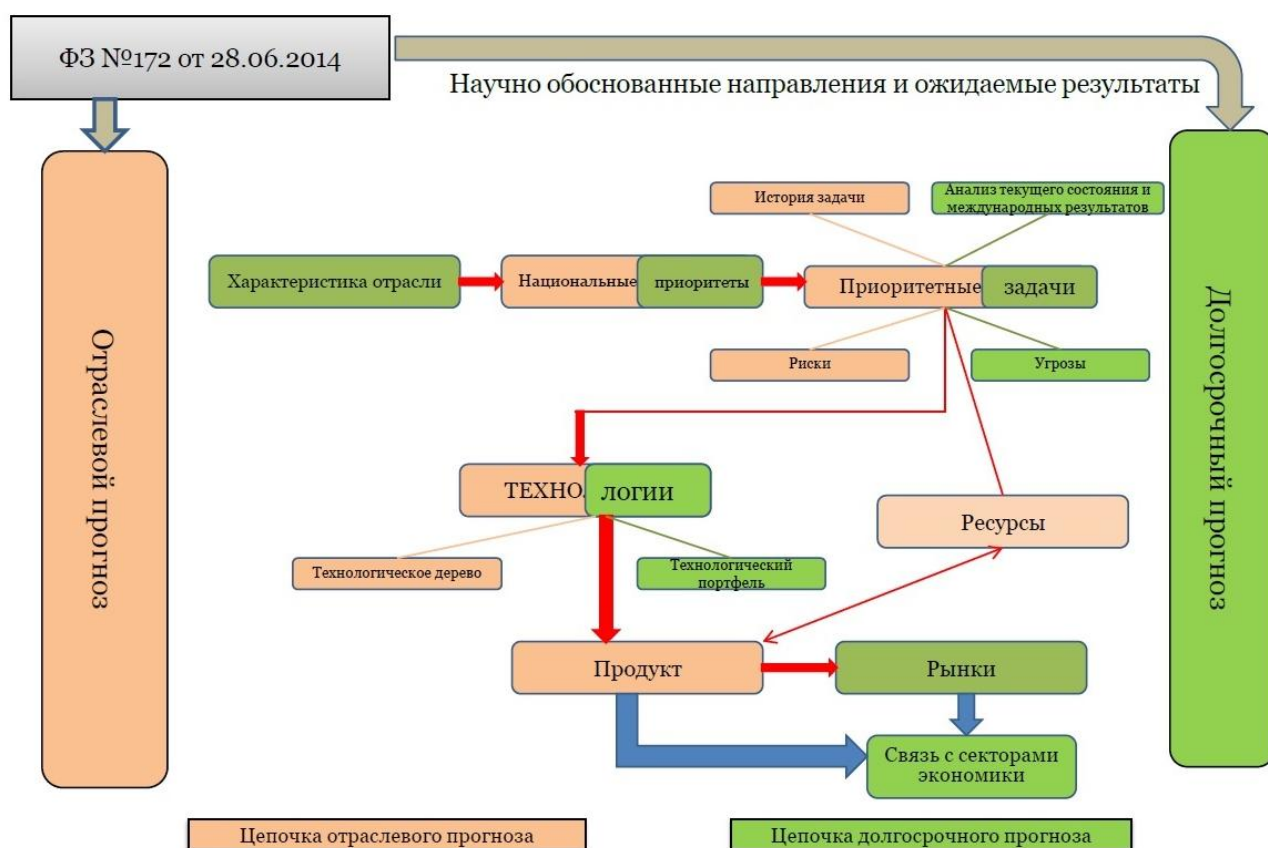 ФЗ №172 от 28.06.2014
Научно обоснованные направления и ожидаемые результаты
Отраслевой прогноз
Долгосрочный прогноз
История задачи
Анализ текущего состояния и
международных результатов
Характеристика отрасли
Национальные приоритеты
Приоритетные задачи
Риски
Угрозы
ТЕХНО логии
Ресурсы
Технологическое дерево
Технологический
портфель
Продукт
Рынки
Связь с секторами
экономики
Цепочка отраслевого прогноза
Цепочка долгосрочного прогноза